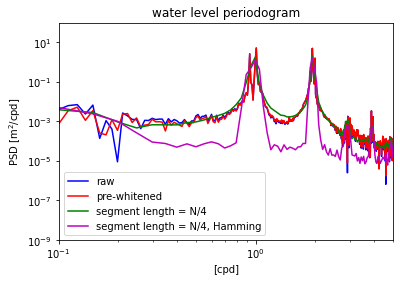 water level periodogram
PSD [m²/cpd]
10¹
10⁻¹
10⁻³
10⁻⁵
10⁻⁷
10⁻⁹
raw
pre-whitened
segment length = N/4
segment length = N/4, Hamming
10⁻¹ 10⁰
[cpd]